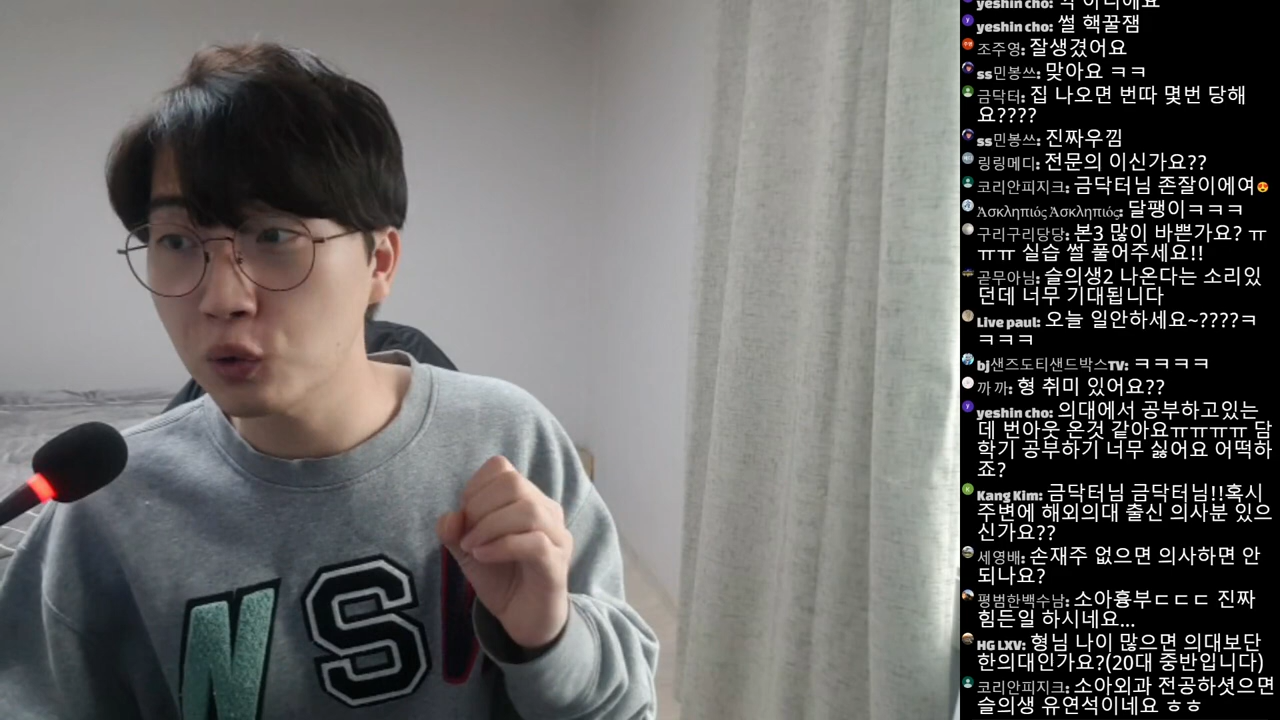 yeshin cho: 썰 핵꿀잼
조주영: 잘생겼어요
ss민봉쓰: 맞아요 ㅋㅋ
금닥터: 집 나오면 번따 몇번 당해
요????
ss민봉쓰: 진짜우낌
링링메디: 전문의 이신가요??
코리안피지크: 금닥터님 존잘이에여😍
Ἀσκληπιός Ἀσκληπιός: 달팽이ㅋㅋㅋ
구리구리당당: 본3 많이 바쁜가요? ㅠ
ㅠㅠ 실습 썰 풀어주세요!!
곧무아님: 슬의생2 나온다는 소리있
던데 너무 기대됩니다
Live paul: 오늘 일안하세요~????ㅋ
ㅋㅋㅋ
bj샌즈도티샌드박스TV: ㅋㅋㅋㅋ
까 까: 형 취미 있어요??
yeshin cho: 의대에서 공부하고있는
데 번아웃 온것 같아요ㅠㅠㅠㅠ 담
학기 공부하기 너무 싫어요 어떡하
죠?
Kang Kim: 금닥터님 금닥터님!!혹시
주변에 해외의대 출신 의사분 있으
신가요??
세영배: 손재주 없으면 의사하면 안
되나요?
평범한백수남: 소아흉부ㄷㄷㄷ 진짜
힘든일 하시네요...
HG LXV: 형님 나이 많으면 의대보단
한의대인가요?(20대 중반입니다)
코리안피지크: 소아외과 전공하셧으면
슬의생 유연석이네요 ㅎㅎ
N S